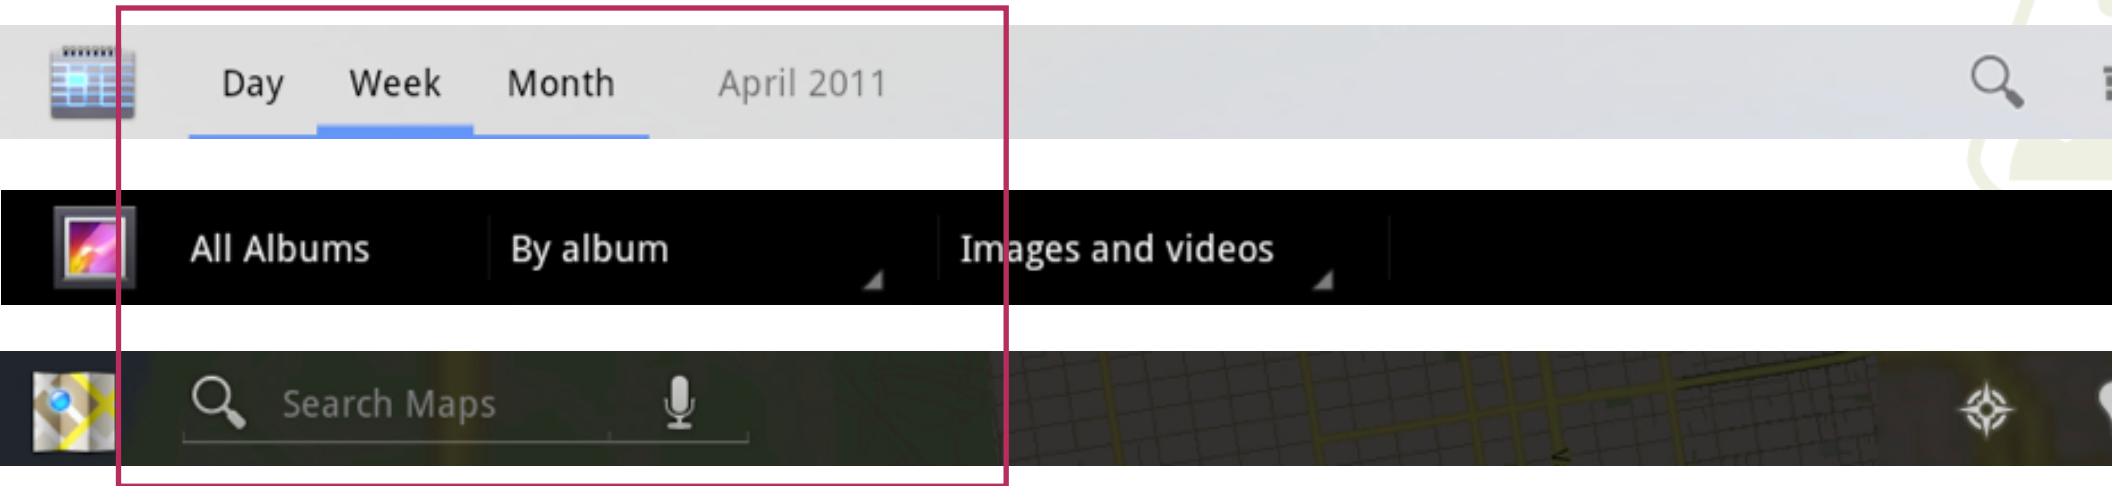 Day Week Month April 2011
All Albums By album Images and videos
Search Maps